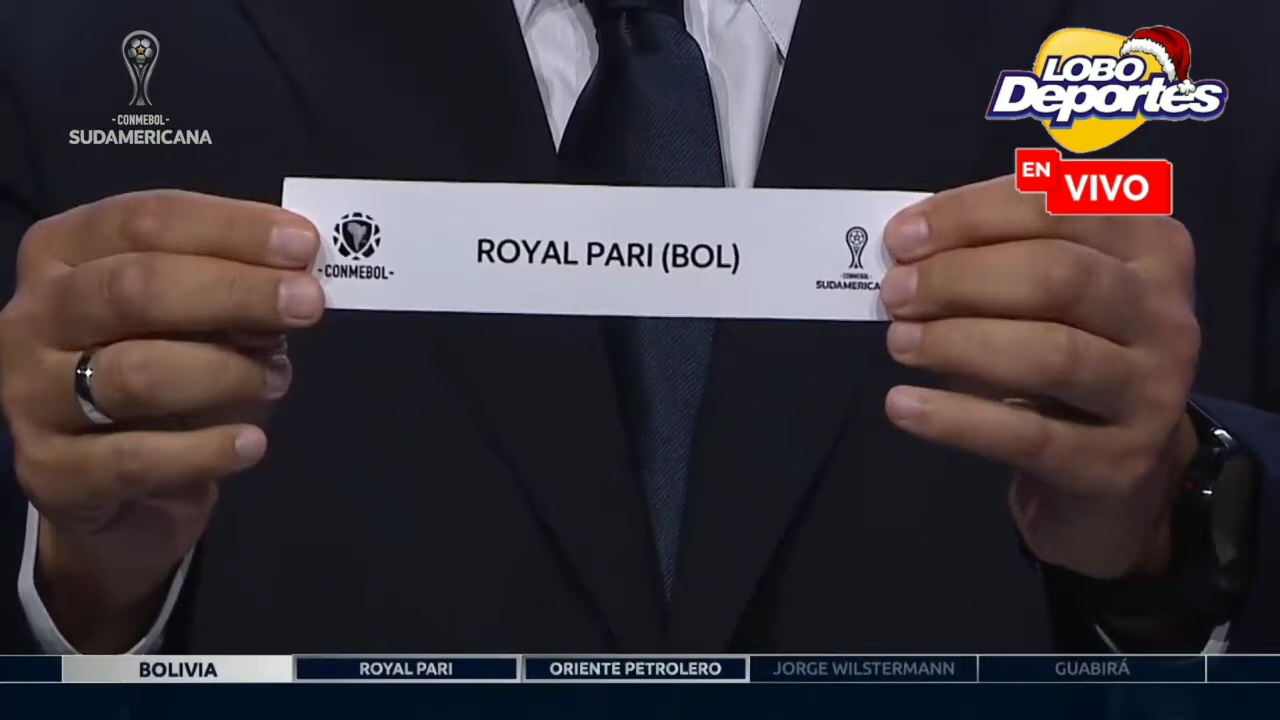 -CONMEBOL-
SUDAMERICANA
LOBO
Deportes
EN VIVO
-CONMEBOL-
ROYAL PARI (BOL)
-CONMEBOL-
SUDAMERICA
BOLIVIA ROYAL PARI ORIENTE PETROLERO JORGE WILSTERMANN GUABIRÁ